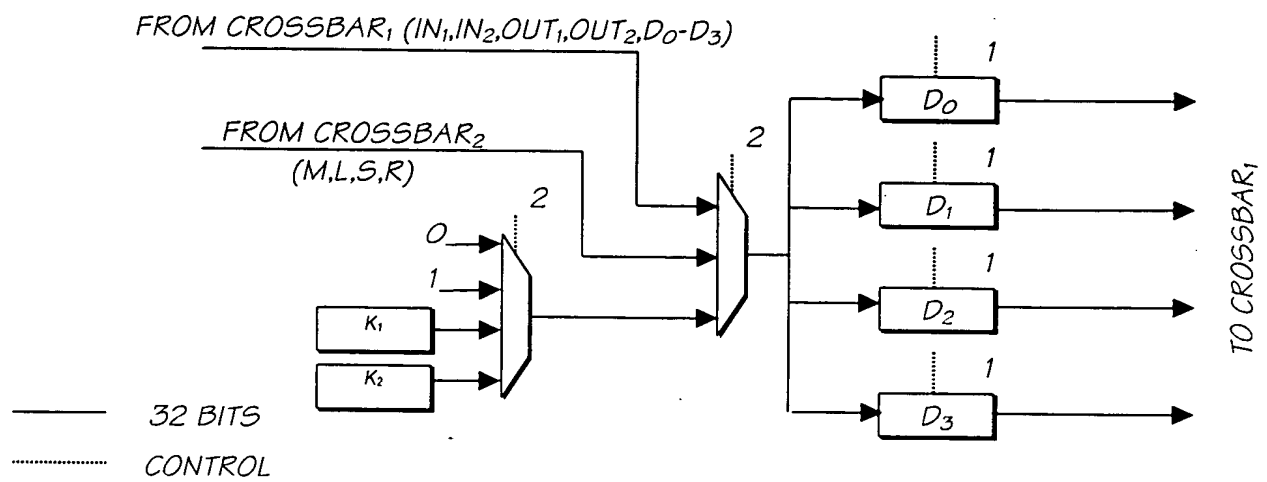 FROM CROSSBAR₁ (IN₁,IN₂,OUT₁,OUT₂,D₀-D₃)
1
D₀
FROM CROSSBAR₂
(M,L,S,R)
2
1
D₁
2
0
1
1
D₂
K₁
K₂
1
D₃
TO CROSSBAR₁
32 BITS
CONTROL